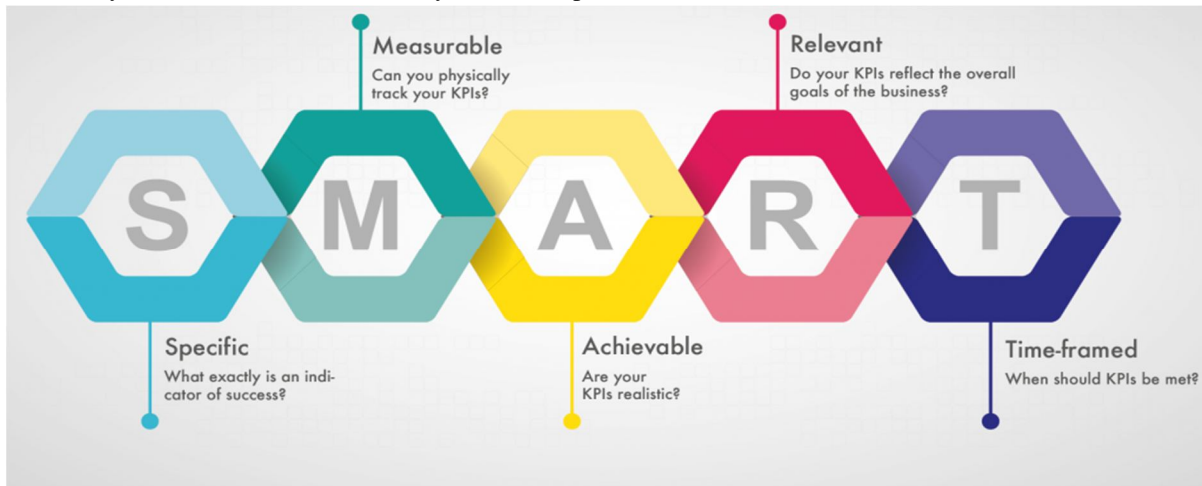 Measurable
Can you physically
track your KPIs?
Relevant
Do your KPIs reflect the overall
goals of the business?
S M A R T
Specific
What exactly is an indi-
cator of success?
Achievable
Are your
KPIs realistic?
Time-framed
When should KPIs be met?